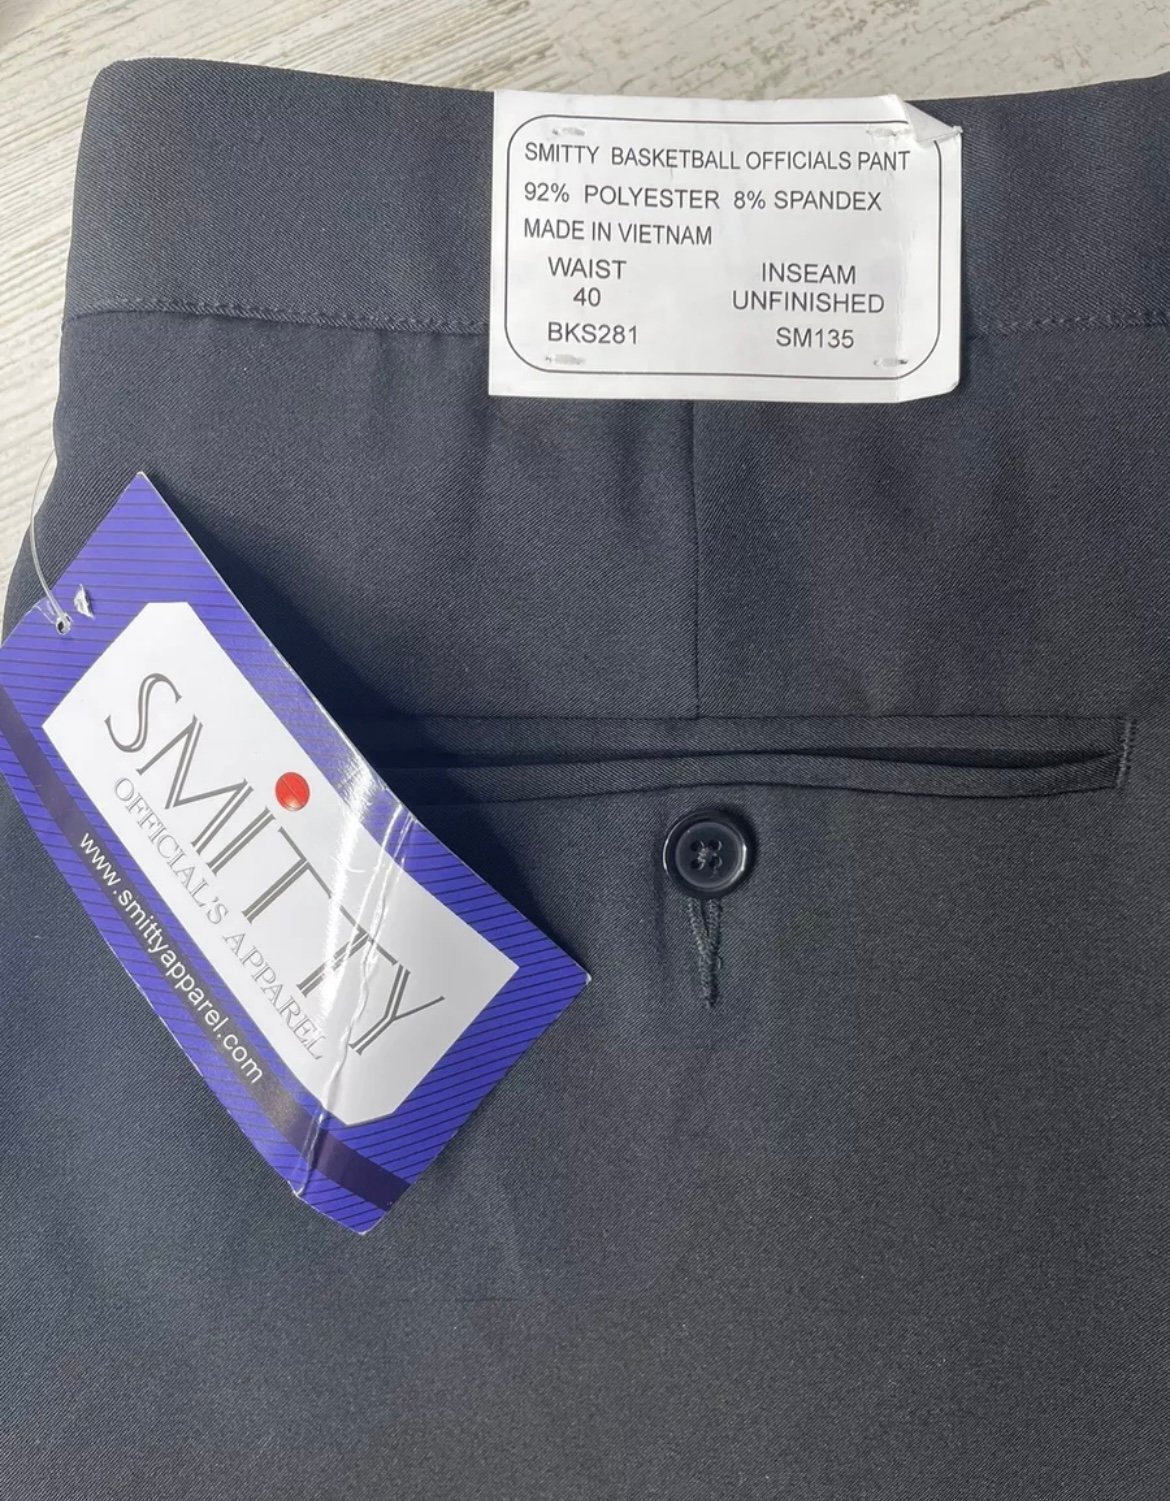 SMITTY BASKETBALL OFFICIALS PANT
92% POLYESTER 8% SPANDEX
MADE IN VIETNAM
WAIST INSEAM
40 UNFINISHED
BKS281 SM135
SMiTTY
OFFICIAL'S APPAREL
www.smittyapparel.com